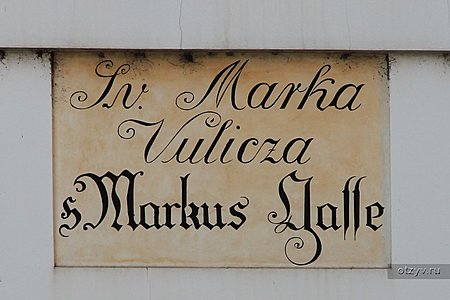 Sv. Marka
Vulicza
H Markus Gasse
otzyv.ru